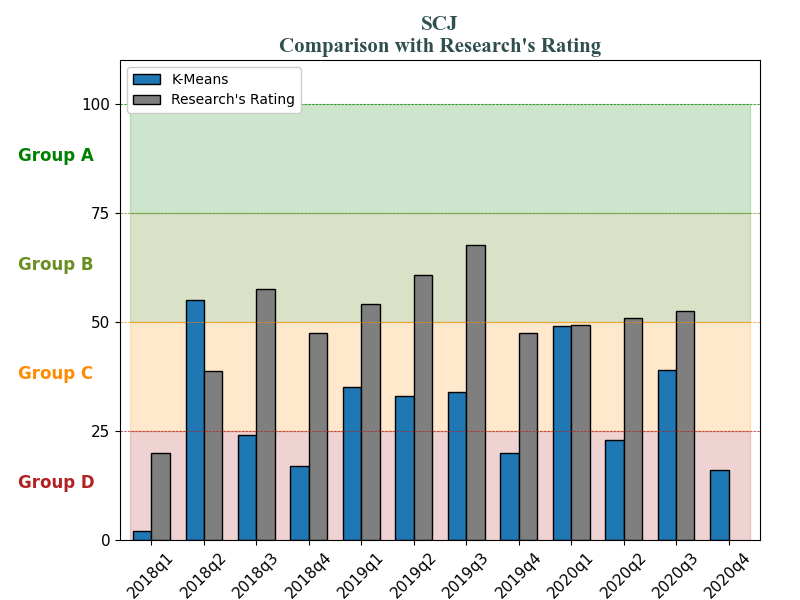 SCJ
Comparison with Research's Rating
K-Means
Research's Rating
100
Group A
75
Group B
50
Group C
25
Group D
0
2018q1
2018q2
2018q3
2018q4
2019q1
2019q2
2019q3
2019q4
2020q1
2020q2
2020q3
2020q4